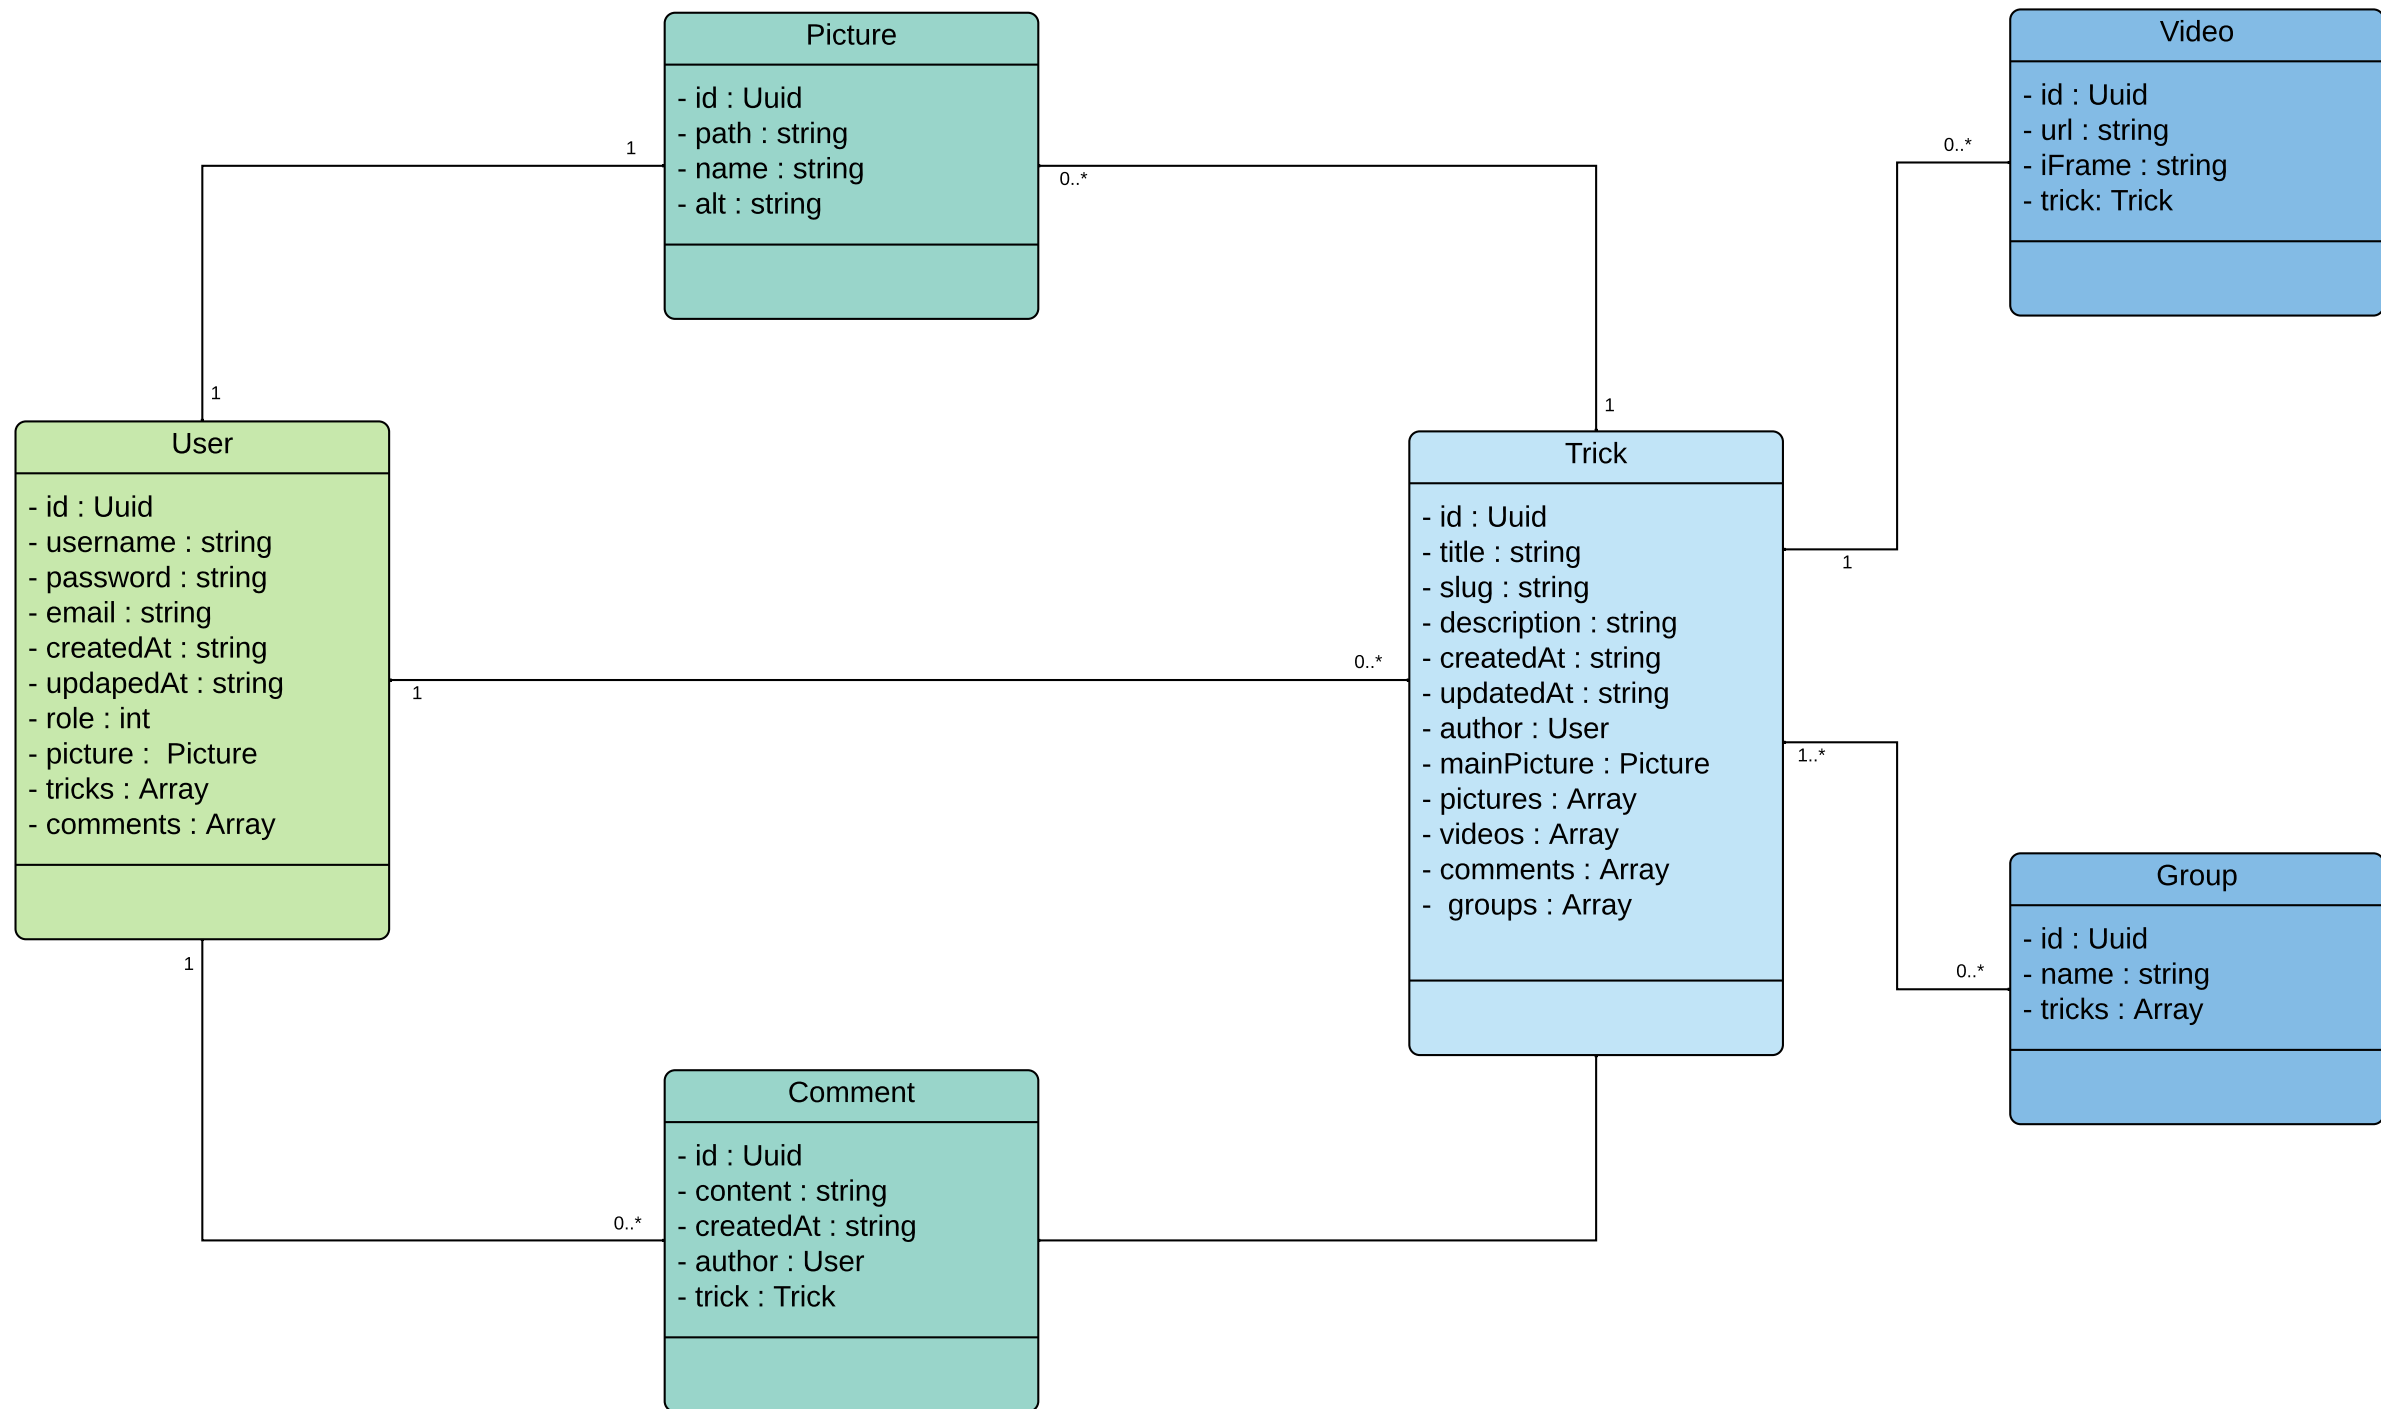 Picture
- id : Uuid
- path : string
- name : string
- alt : string
Video
- id : Uuid
- url : string
- iFrame : string
- trick: Trick
1
0..*
0..*
1
1
1
User
- id : Uuid
- username : string
- password : string
- email : string
- createdAt : string
- updapedAt : string
- role : int
- picture :  Picture
- tricks : Array
- comments : Array
1
0..*
Trick
- id : Uuid
- title : string
- slug : string
- description : string
- createdAt : string
- updatedAt : string
- author : User
- mainPicture : Picture
- pictures : Array
- videos : Array
- comments : Array
-  groups : Array
1..*
0..*
Group
- id : Uuid
- name : string
- tricks : Array
1
0..*
Comment
- id : Uuid
- content : string
- createdAt : string
- author : User
- trick : Trick